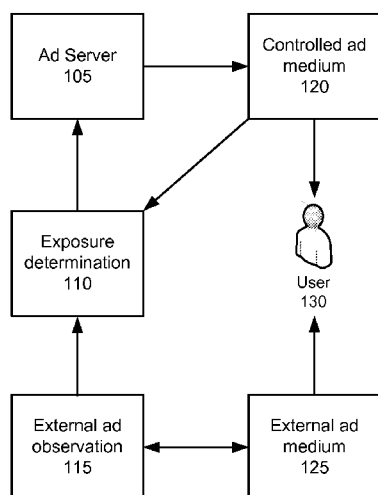 Ad Server
105
Controlled ad
medium
120
Exposure
determination
110
User
130
External ad
observation
115
External ad
medium
125